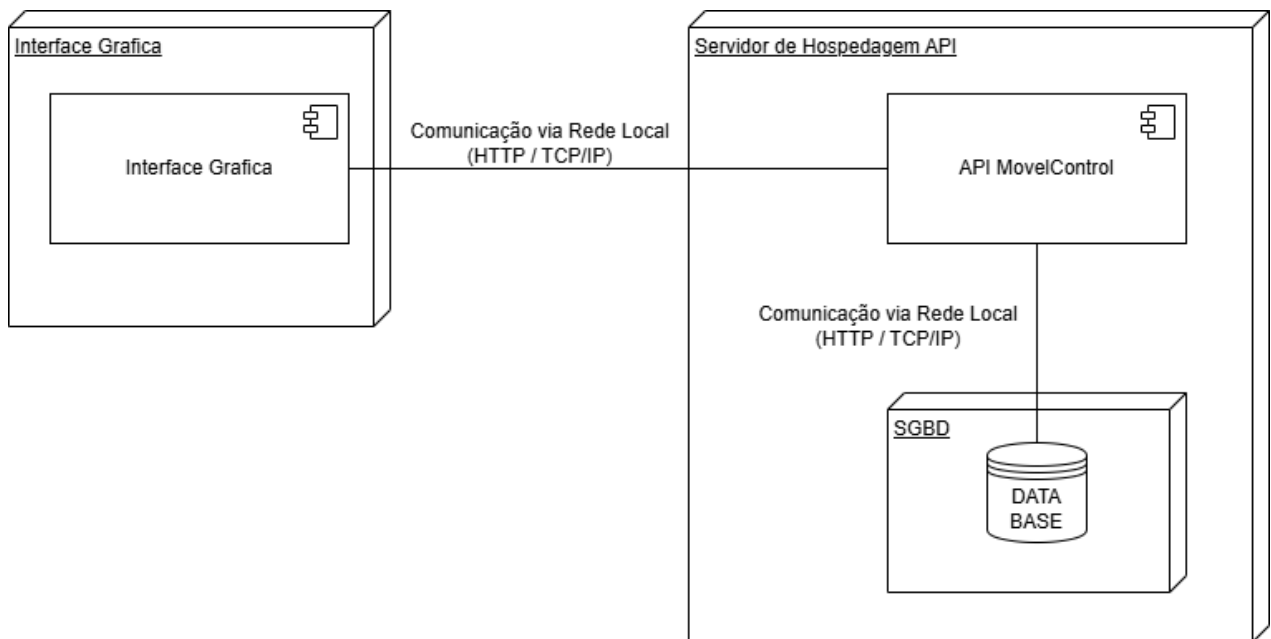 Interface Grafica
Servidor de Hospedagem API
Interface Grafica
Comunicação via Rede Local
(HTTP / TCP/IP)
API MovelControl
Comunicação via Rede Local
(HTTP / TCP/IP)
SGBD
DATA
BASE